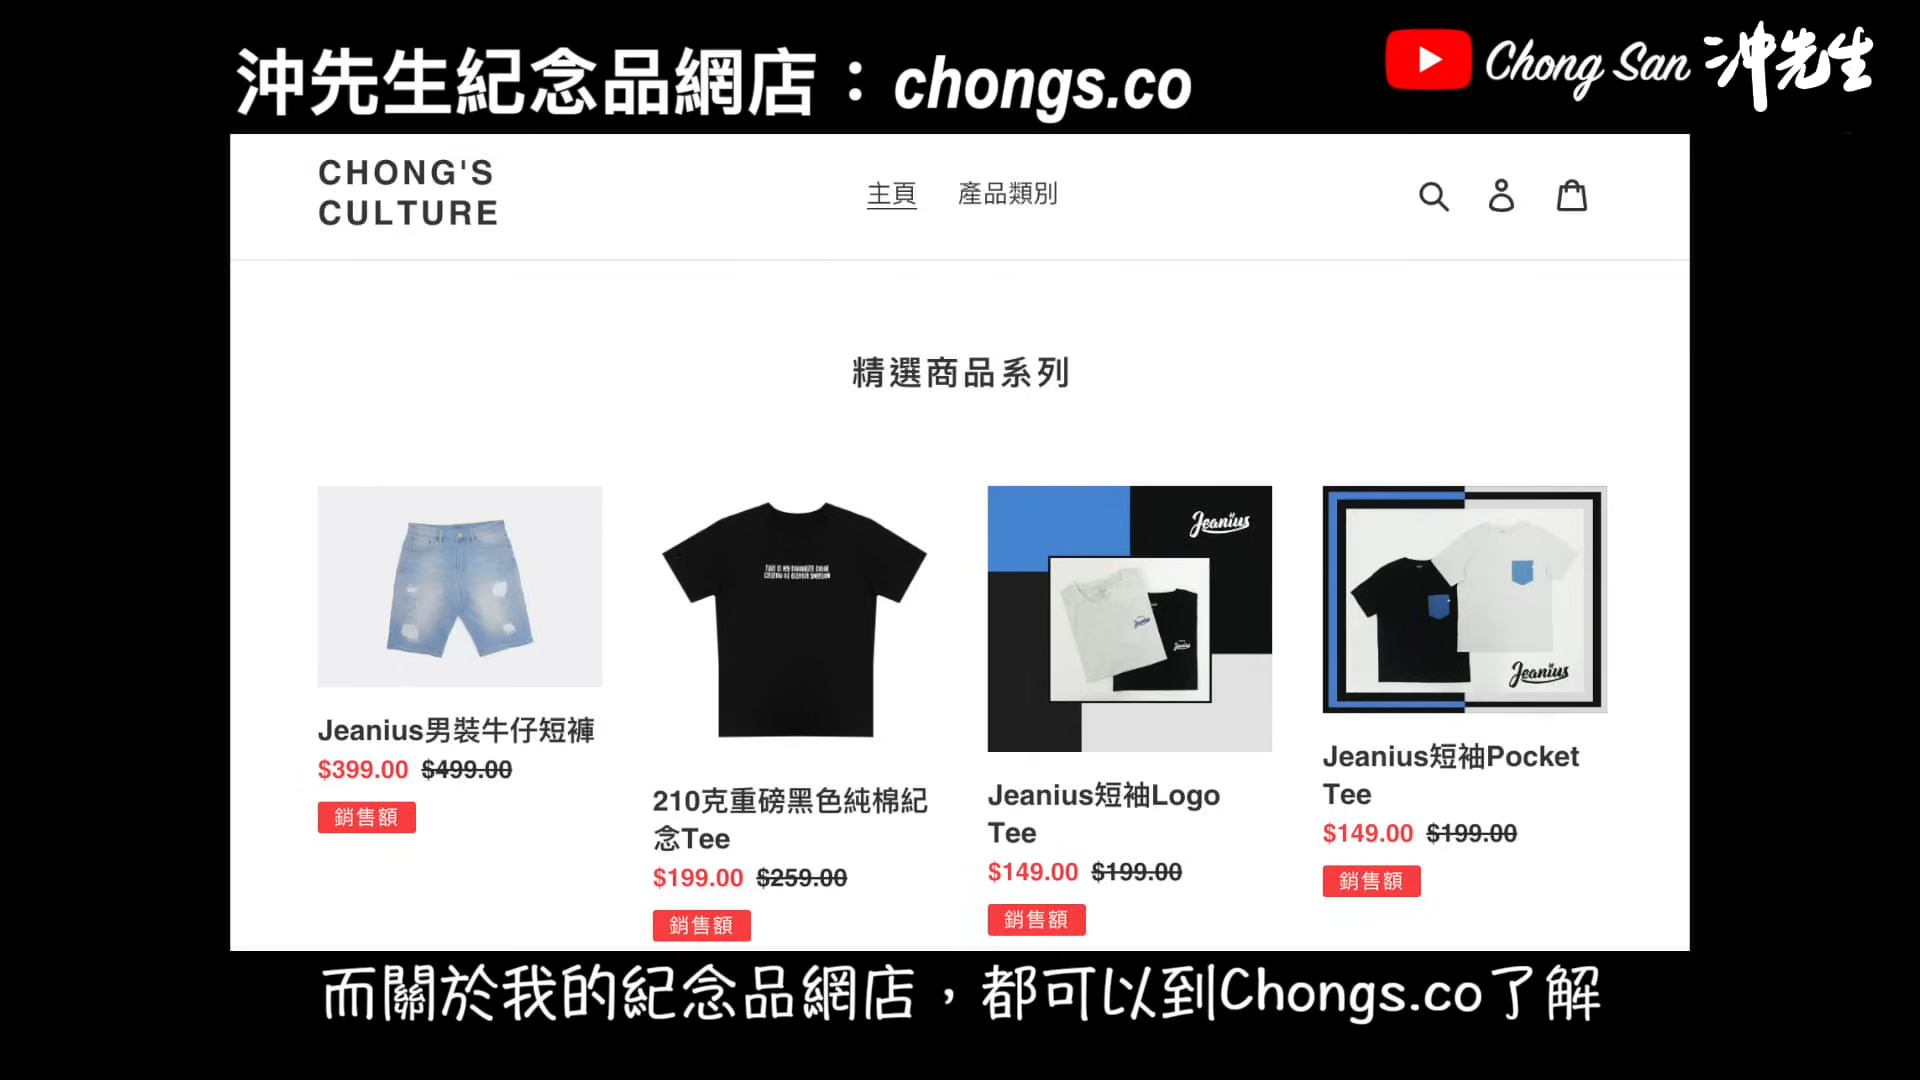 沖先生紀念品網店：chongs.co
Chong San 沖先生
CHONG'S
CULTURE
主頁
產品類別
精選商品系列
Jeanius
Jeanius
Jeanius男裝牛仔短褲
$399.00 $499.00
銷售額
210克重磅黑色純棉紀
念Tee
$199.00 $259.00
銷售額
Jeanius短袖Logo
Tee
$149.00 $199.00
銷售額
Jeanius短袖Pocket
Tee
$149.00 $199.00
銷售額
而關於我的紀念品網店，都可以到Chongs.co了解